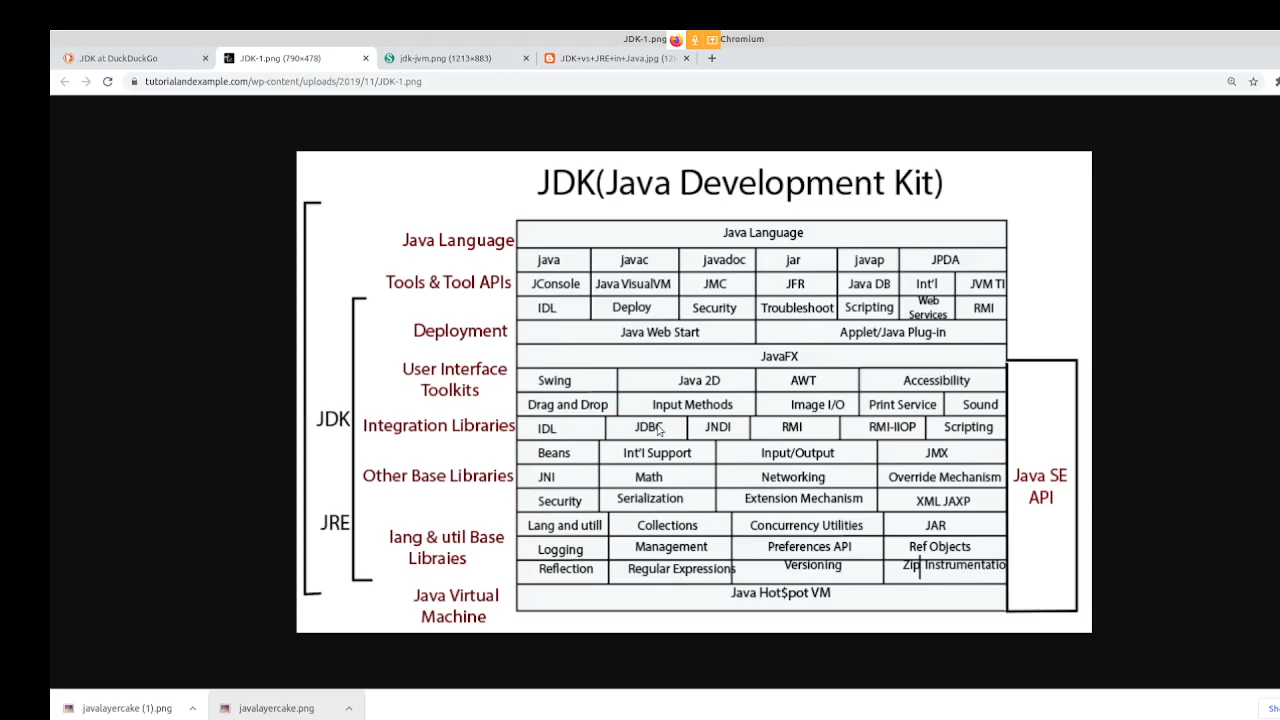 JDK-1.png Chromium
JDK at DuckDuckGo
JDK-1.png (790×478)
jdk-jvm.png (1213×883)
JDK+vs+JRE+in+Java.jpg
tutorialandexample.com/wp-content/uploads/2019/11/JDK-1.png
JDK(Java Development Kit)
Java Language
Java Language
java javac javadoc jar javap JPDA
Tools & Tool APIs
JConsole Java VisualVM JMC JFR Java DB Int'l JVM TI
IDL Deploy Security Troubleshoot Scripting Web Services RMI
Deployment
Java Web Start Applet/Java Plug-in
JavaFX
User Interface Toolkits
Swing Java 2D AWT Accessibility
Drag and Drop Input Methods Image I/O Print Service Sound
JDK
Integration Libraries
IDL JDBC JNDI RMI RMI-IIOP Scripting
Beans Int'l Support Input/Output JMX
Other Base Libraries
JNI Math Networking Override Mechanism
Java SE API
Security Serialization Extension Mechanism XML JAXP
JRE
Lang and utill Collections Concurrency Utilities JAR
lang & util Base Libraies
Logging Management Preferences API Ref Objects
Reflection Regular Expressions Versioning Zip Instrumentatio
Java Virtual Machine
Java Hot$pot VM
javalayercake (1).png
javalayercake.png